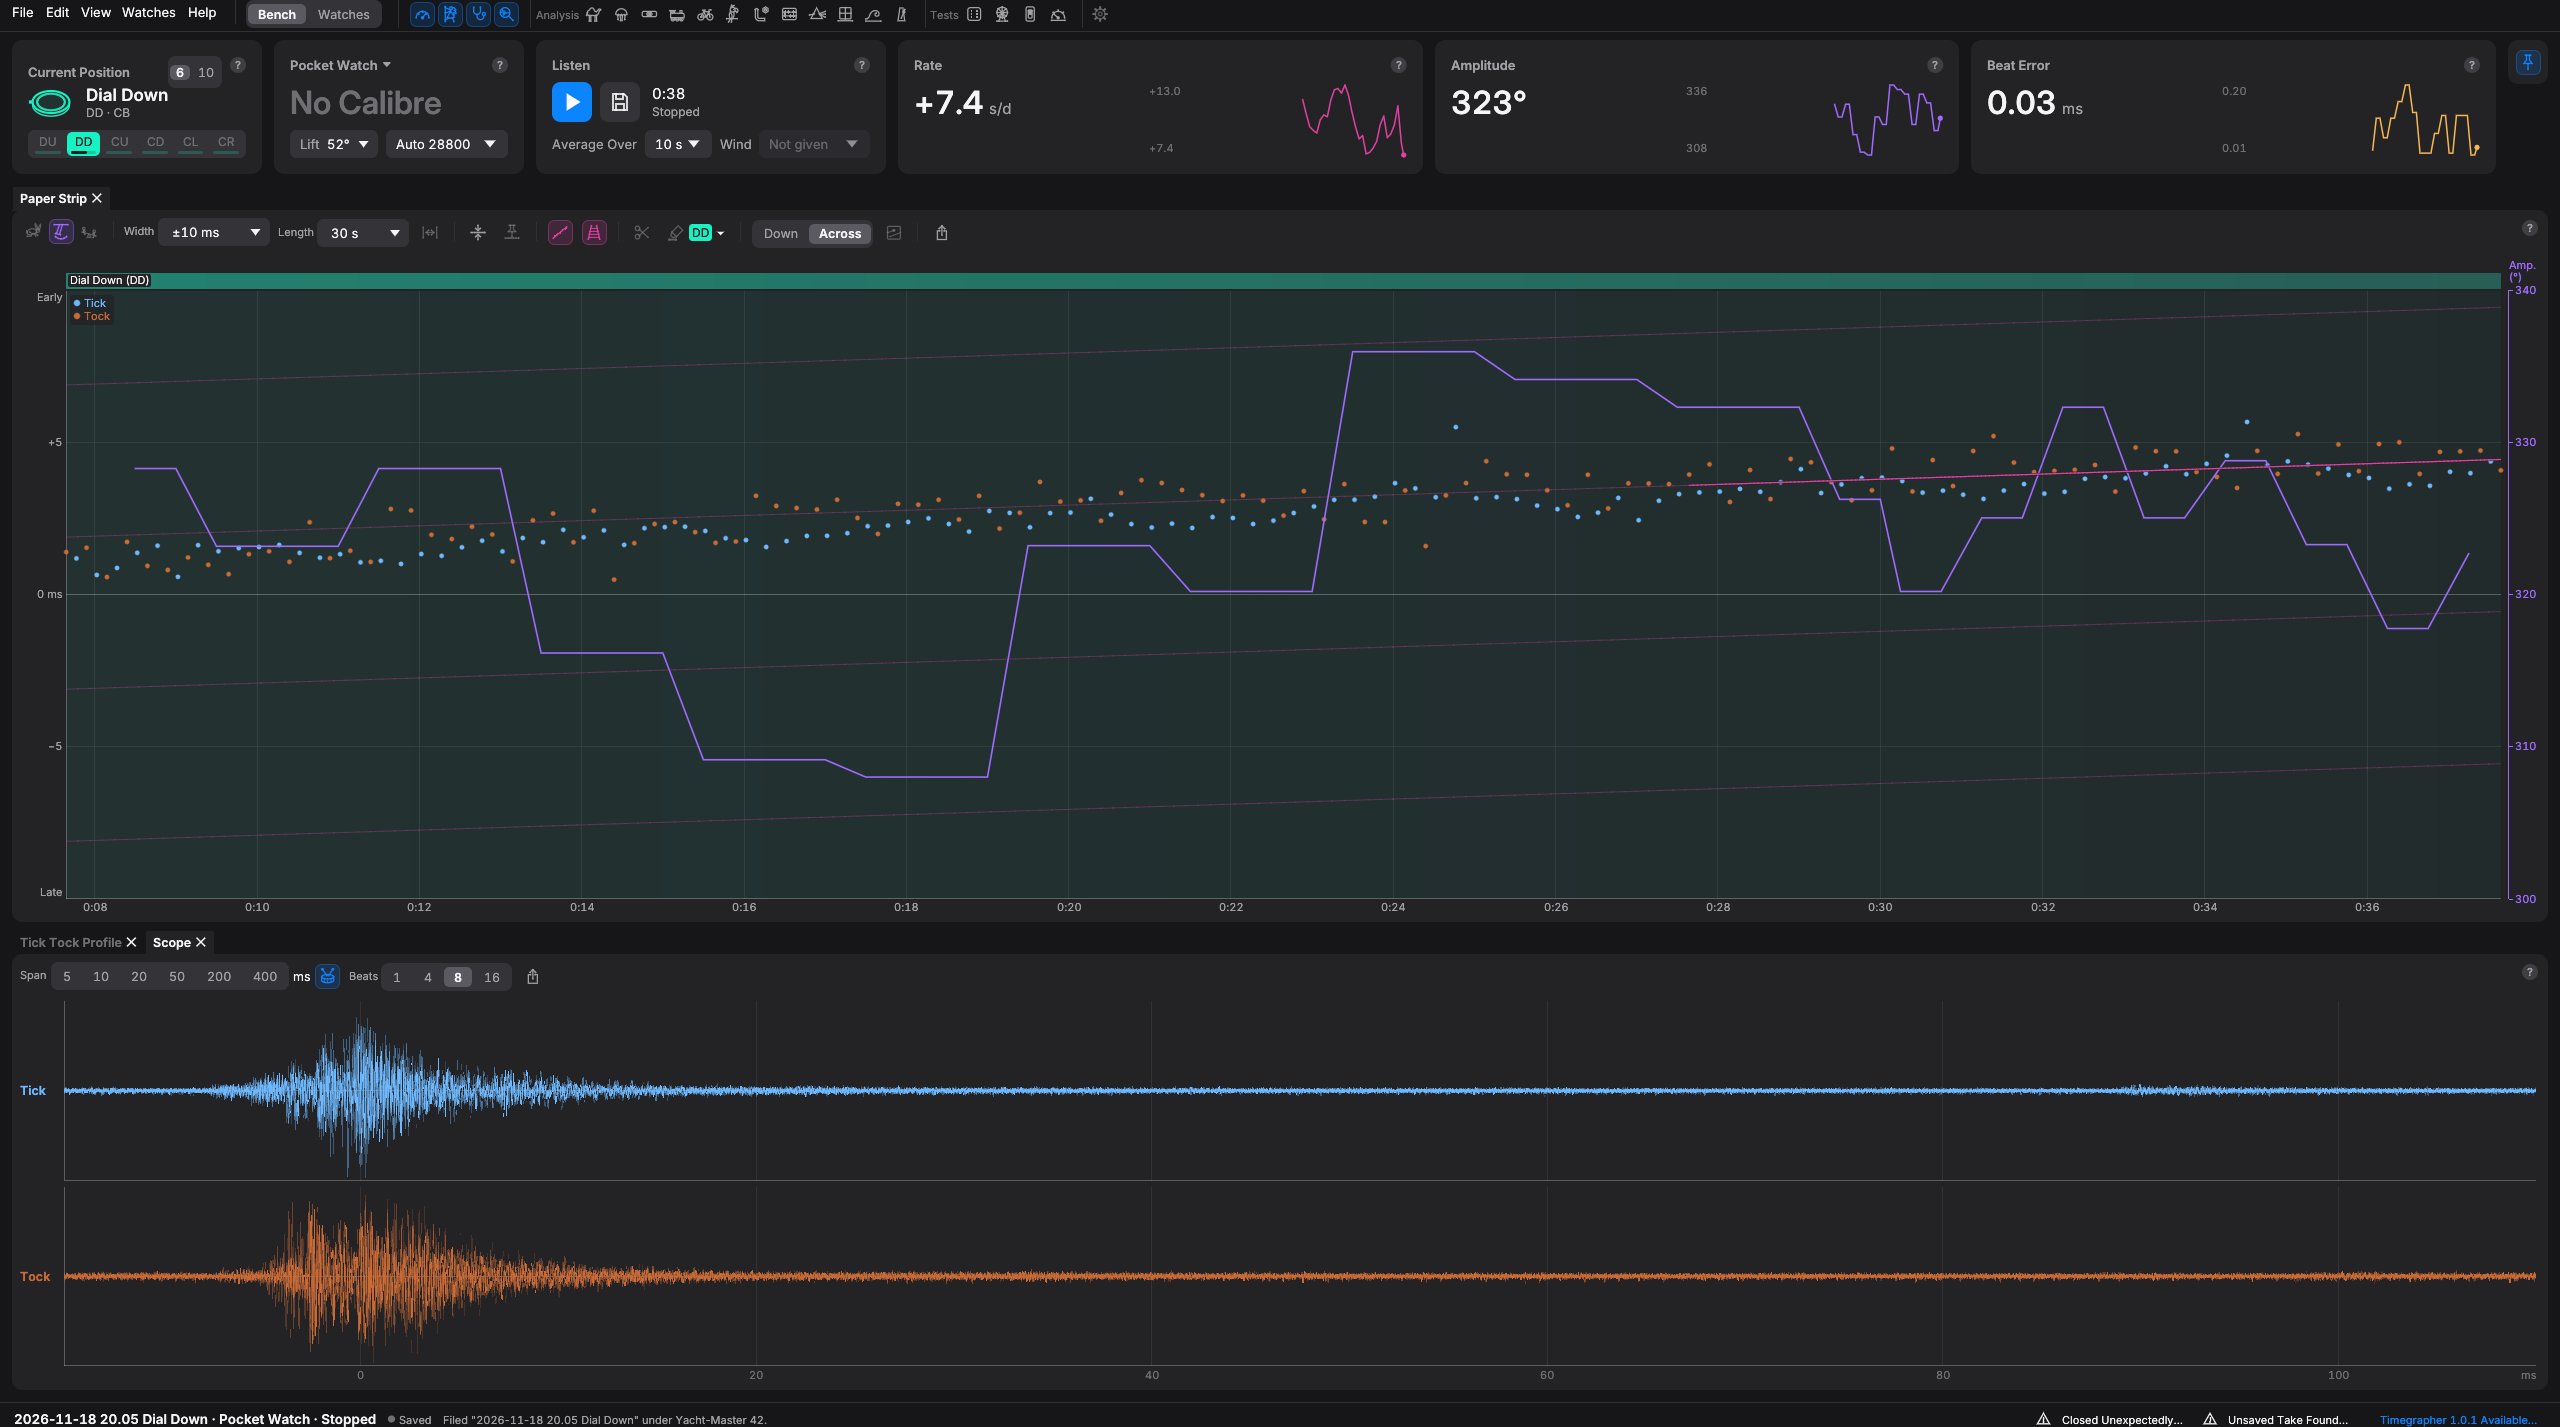 File Edit View Watches Help Bench Watches Analysis Tests
Current Position 6 10 ?
Dial Down
DD · CB
DU DD CU CD CL CR
Pocket Watch ?
No Calibre
Lift 52° Auto 28800
Listen ?
0:38
Stopped
Average Over 10 s Wind Not given
Rate ?
+7.4 s/d
+13.0
+7.4
Amplitude ?
323°
336
308
Beat Error ?
0.03 ms
0.20
0.01
Paper Strip
Width ±10 ms Length 30 s DD Down Across ?
Dial Down (DD)
Amp.
(°)
Early
Tick
Tock
+5
0 ms
−5
Late
340
330
320
310
300
0:08 0:10 0:12 0:14 0:16 0:18 0:20 0:22 0:24 0:26 0:28 0:30 0:32 0:34 0:36
Tick Tock Profile Scope
Span 5 10 20 50 200 400 ms Beats 1 4 8 16 ?
Tick
Tock
0 20 40 60 80 100 ms
2026-11-18 20.05 Dial Down · Pocket Watch · Stopped Saved Filed "2026-11-18 20.05 Dial Down" under Yacht-Master 42. Closed Unexpectedly... Unsaved Take Found... Timegrapher 1.0.1 Available...